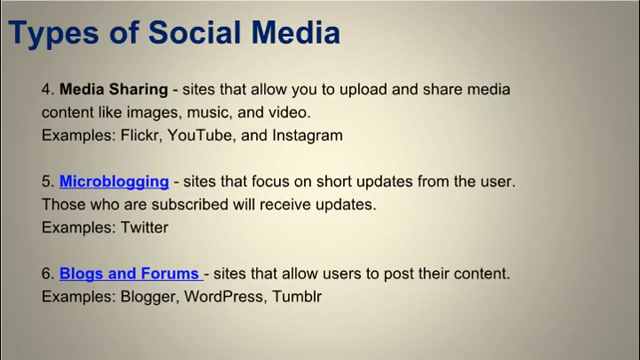 Types of Social Media
4. Media Sharing - sites that allow you to upload and share media
content like images, music, and video.
Examples: Flickr, YouTube, and Instagram
5. Microblogging - sites that focus on short updates from the user.
Those who are subscribed will receive updates.
Examples: Twitter
6. Blogs and Forums - sites that allow users to post their content.
Examples: Blogger, WordPress, Tumblr